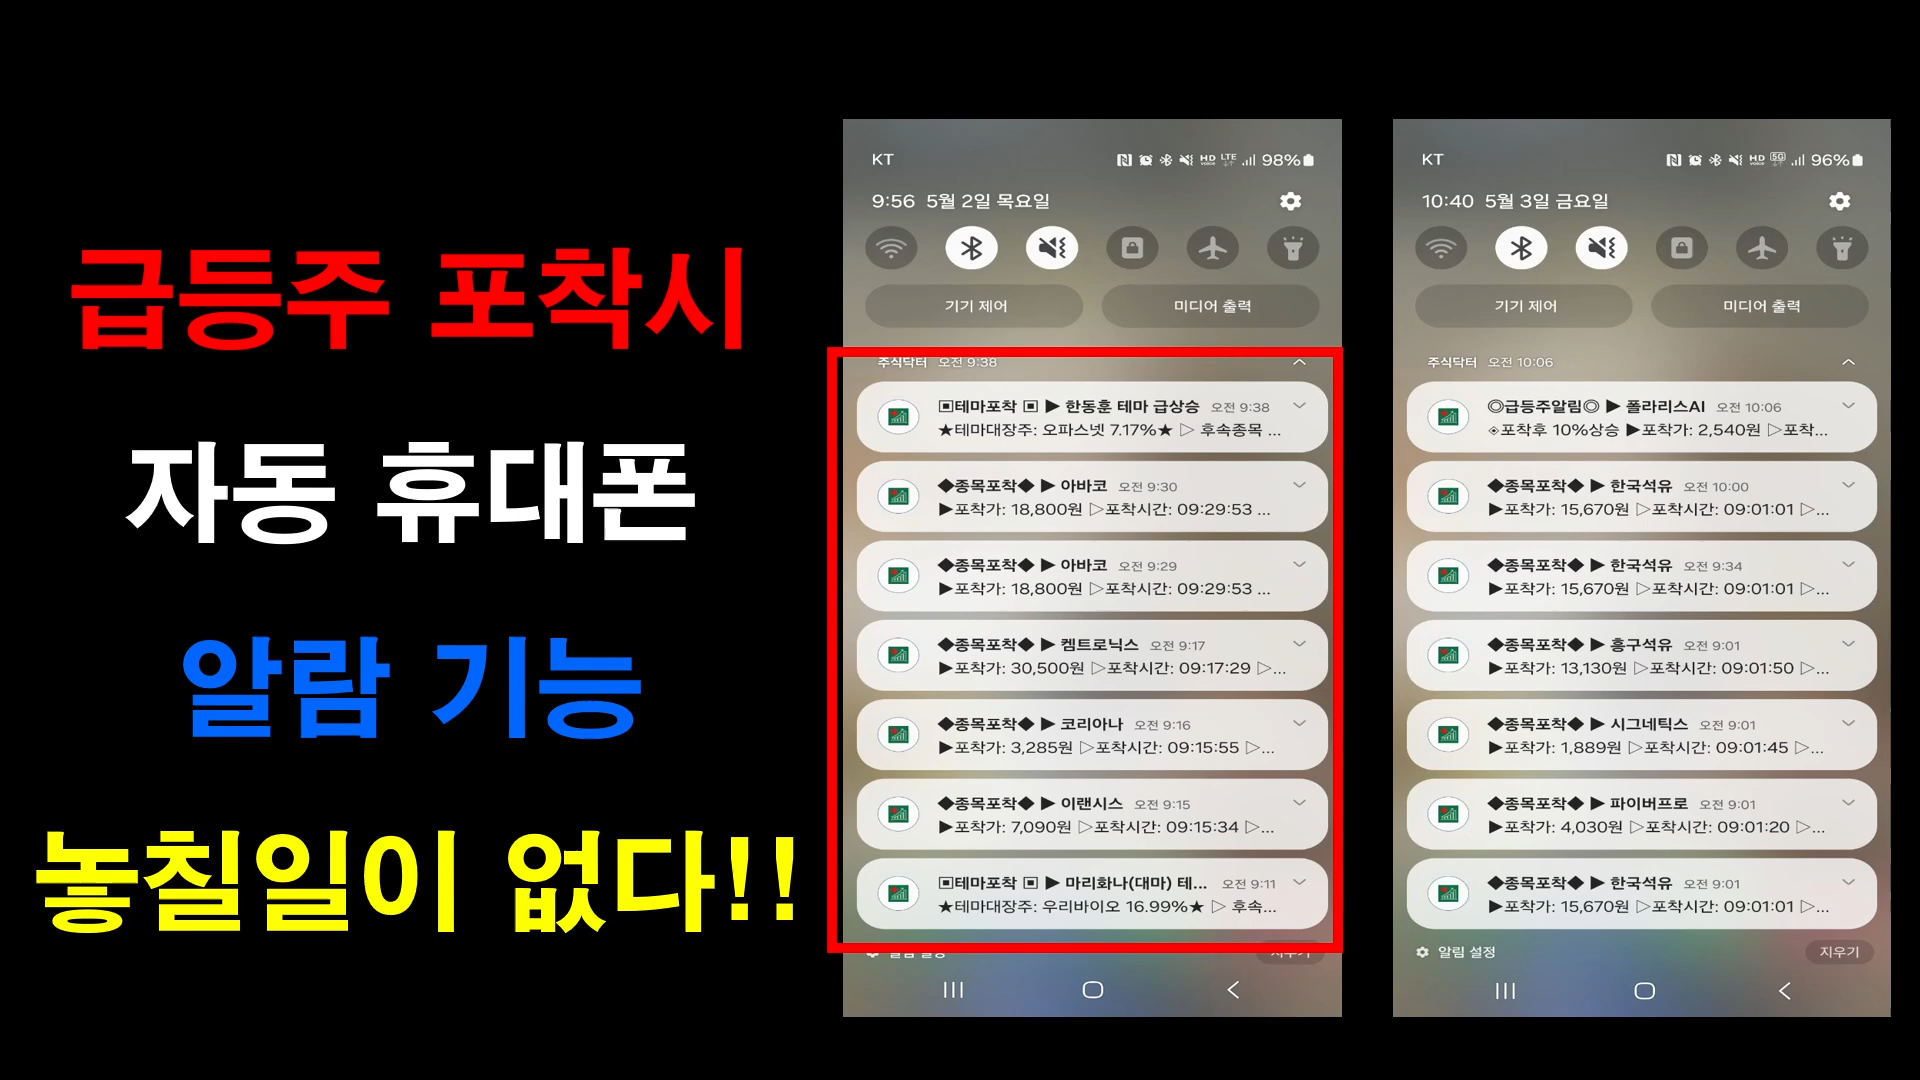 급등주 포착시
자동 휴대폰
알람 기능
놓칠일이 없다!!
KT
HD VOICE LTE 98%
9:56 5월 2일 목요일
기기 제어
미디어 출력
주식닥터 오전 9:38
▣테마포착 ▣ ▶ 한동훈 테마 급상승 오전 9:38
★테마대장주: 오파스넷 7.17%★ ▷ 후속종목 ...
◆종목포착◆ ▶ 아바코 오전 9:30
▶포착가: 18,800원 ▷포착시간: 09:29:53 ...
◆종목포착◆ ▶ 아바코 오전 9:29
▶포착가: 18,800원 ▷포착시간: 09:29:53 ...
◆종목포착◆ ▶ 켐트로닉스 오전 9:17
▶포착가: 30,500원 ▷포착시간: 09:17:29 ▷...
◆종목포착◆ ▶ 코리아나 오전 9:16
▶포착가: 3,285원 ▷포착시간: 09:15:55 ▷...
◆종목포착◆ ▶ 이랜시스 오전 9:15
▶포착가: 7,090원 ▷포착시간: 09:15:34 ▷...
▣테마포착 ▣ ▶ 마리화나(대마) 테... 오전 9:11
★테마대장주: 우리바이오 16.99%★ ▷ 후속...
알림 설정
지우기
KT
HD VOICE 5G 96%
10:40 5월 3일 금요일
기기 제어
미디어 출력
주식닥터 오전 10:06
◎급등주알림◎ ▶ 폴라리스AI 오전 10:06
◈포착후 10%상승 ▶포착가: 2,540원 ▷포착...
◆종목포착◆ ▶ 한국석유 오전 10:00
▶포착가: 15,670원 ▷포착시간: 09:01:01 ▷...
◆종목포착◆ ▶ 한국석유 오전 9:34
▶포착가: 15,670원 ▷포착시간: 09:01:01 ▷...
◆종목포착◆ ▶ 흥구석유 오전 9:01
▶포착가: 13,130원 ▷포착시간: 09:01:50 ▷...
◆종목포착◆ ▶ 시그네틱스 오전 9:01
▶포착가: 1,889원 ▷포착시간: 09:01:45 ▷...
◆종목포착◆ ▶ 파이버프로 오전 9:01
▶포착가: 4,030원 ▷포착시간: 09:01:20 ▷...
◆종목포착◆ ▶ 한국석유 오전 9:01
▶포착가: 15,670원 ▷포착시간: 09:01:01 ▷...
알림 설정
지우기